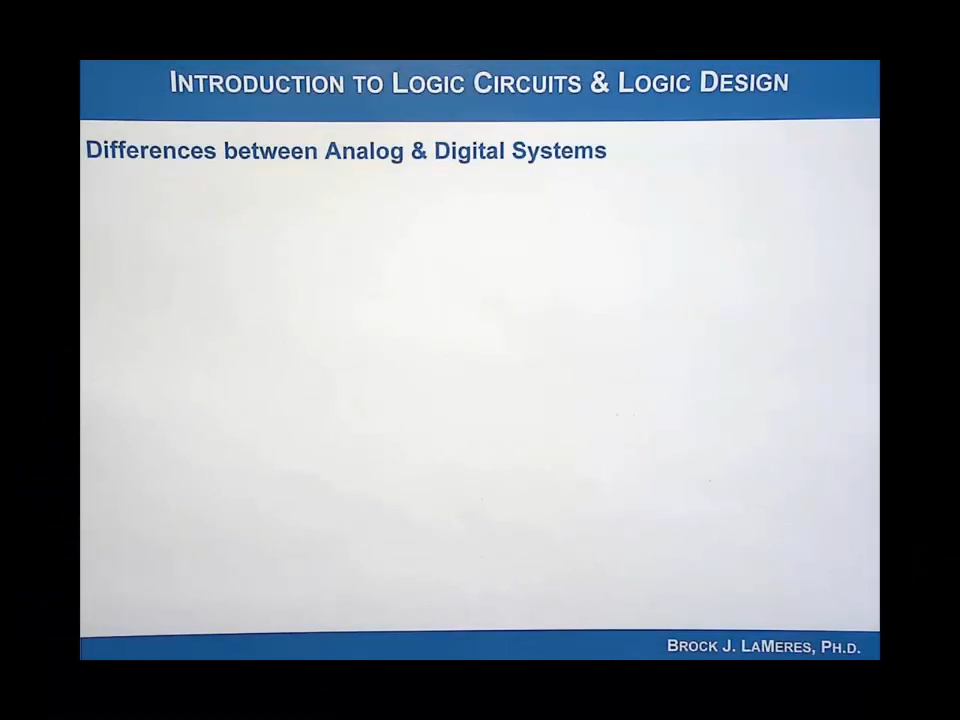 INTRODUCTION TO LOGIC CIRCUITS & LOGIC DESIGN
Differences between Analog & Digital Systems
BROCK J. LAMERES, PH.D.